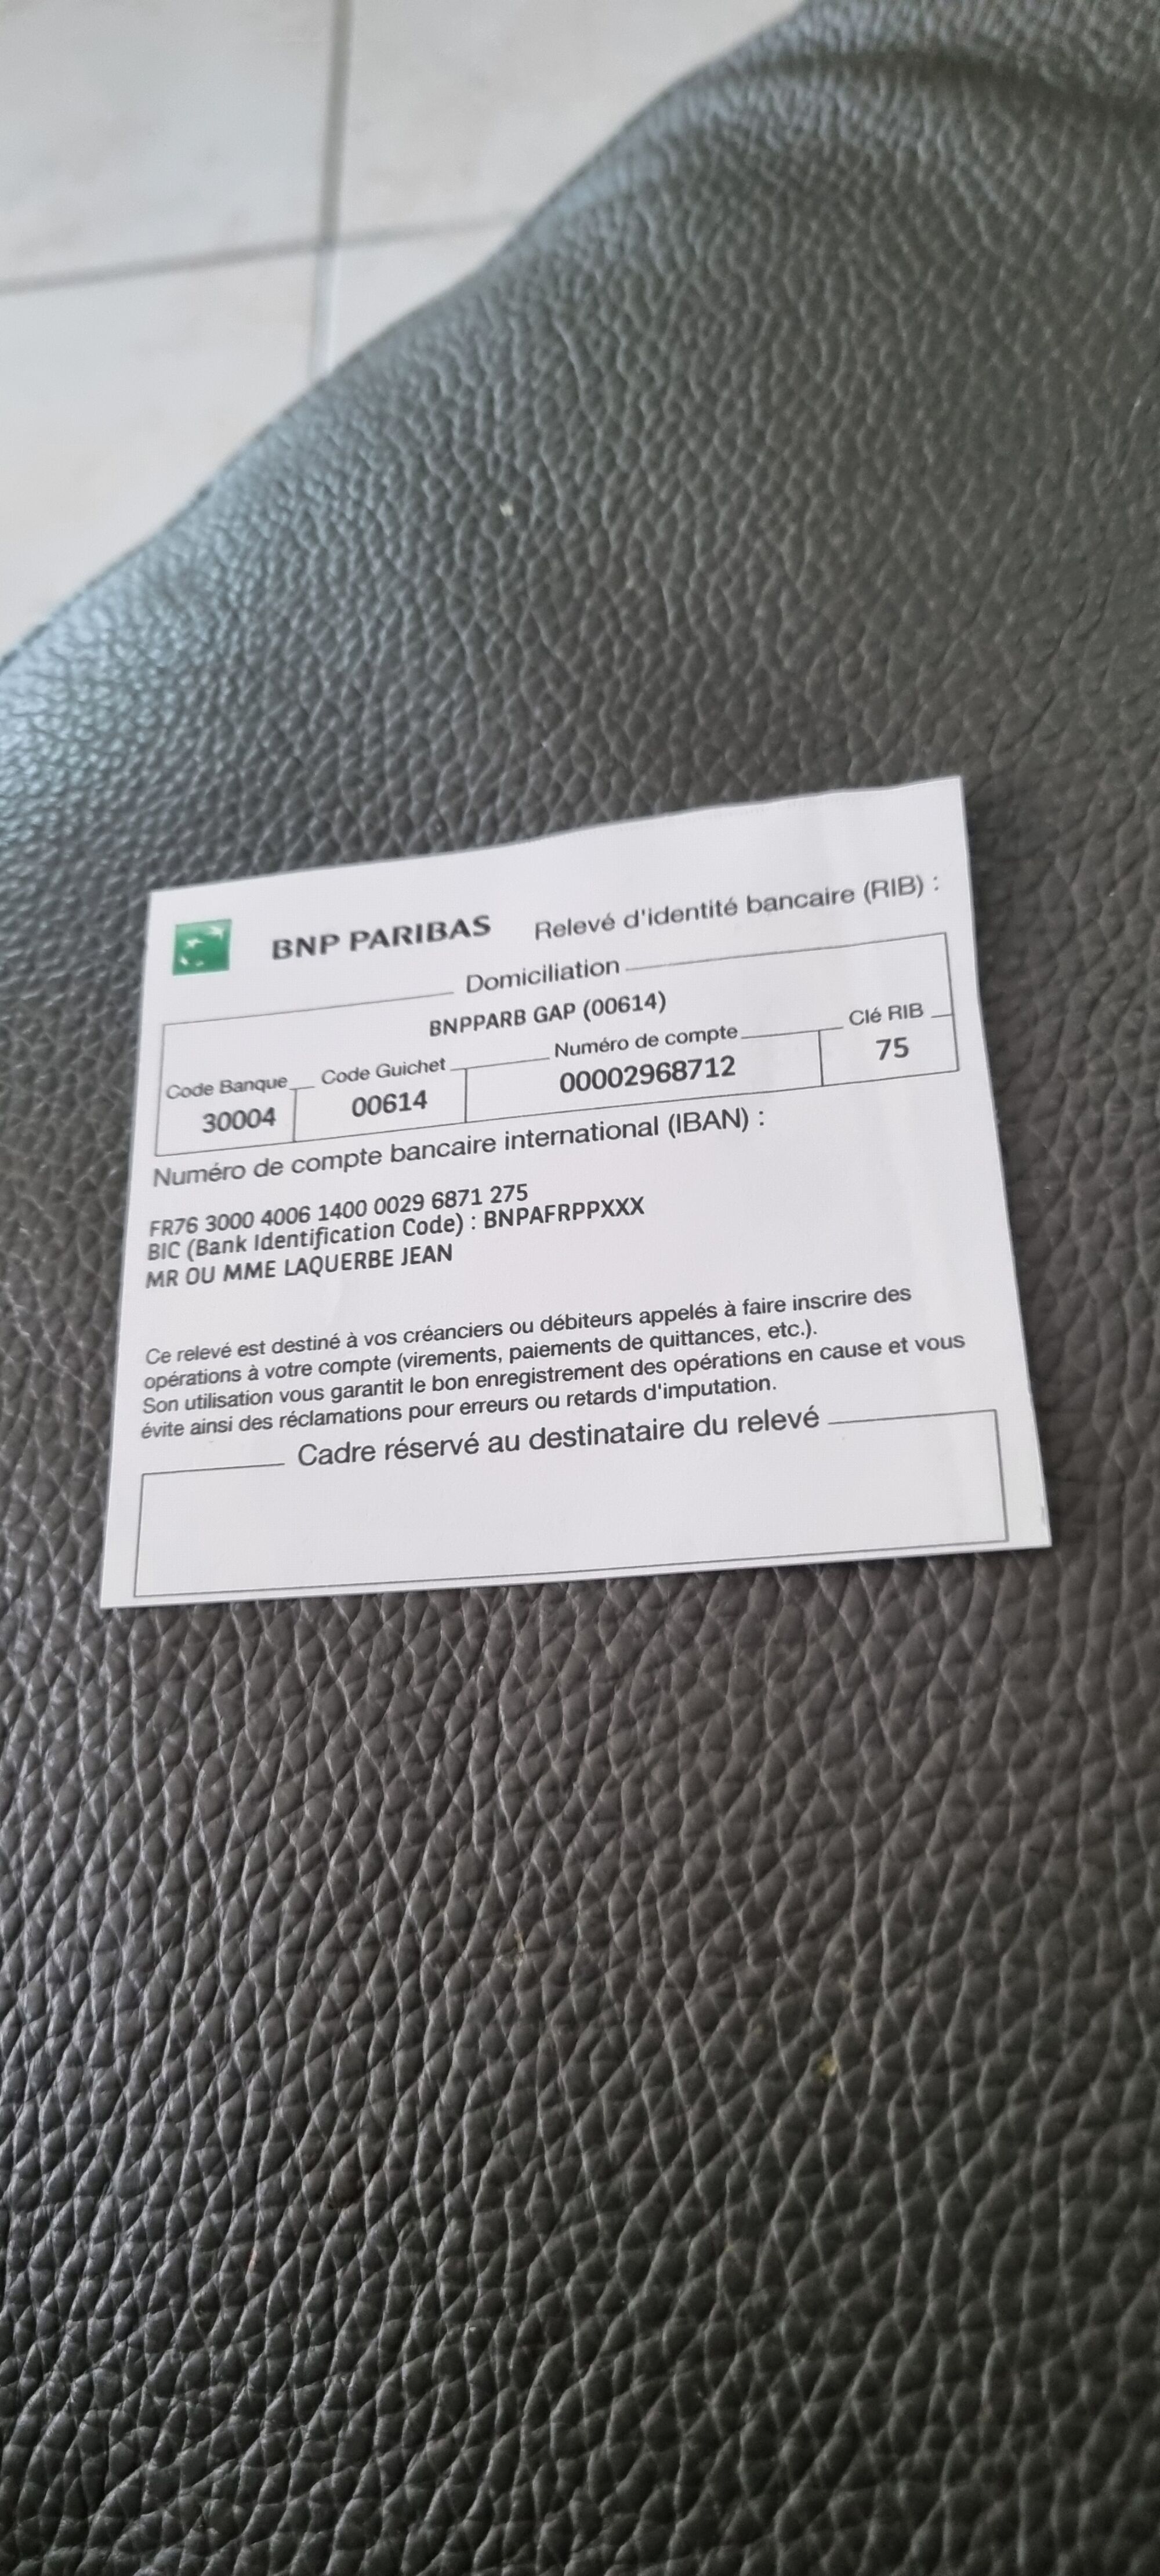 BNP PARIBAS Relevé d'identité bancaire (RIB) :
Domiciliation
BNPPARB GAP (00614)
Code Banque Code Guichet Numéro de compte Clé RIB
30004 00614 00002968712 75
Numéro de compte bancaire international (IBAN) :
FR76 3000 4006 1400 0029 6871 275
BIC (Bank Identification Code) : BNPAFRPPXXX
MR OU MME LAQUERBE JEAN
Ce relevé est destiné à vos créanciers ou débiteurs appelés à faire inscrire des
opérations à votre compte (virements, paiements de quittances, etc.).
Son utilisation vous garantit le bon enregistrement des opérations en cause et vous
évite ainsi des réclamations pour erreurs ou retards d'imputation.
Cadre réservé au destinataire du relevé